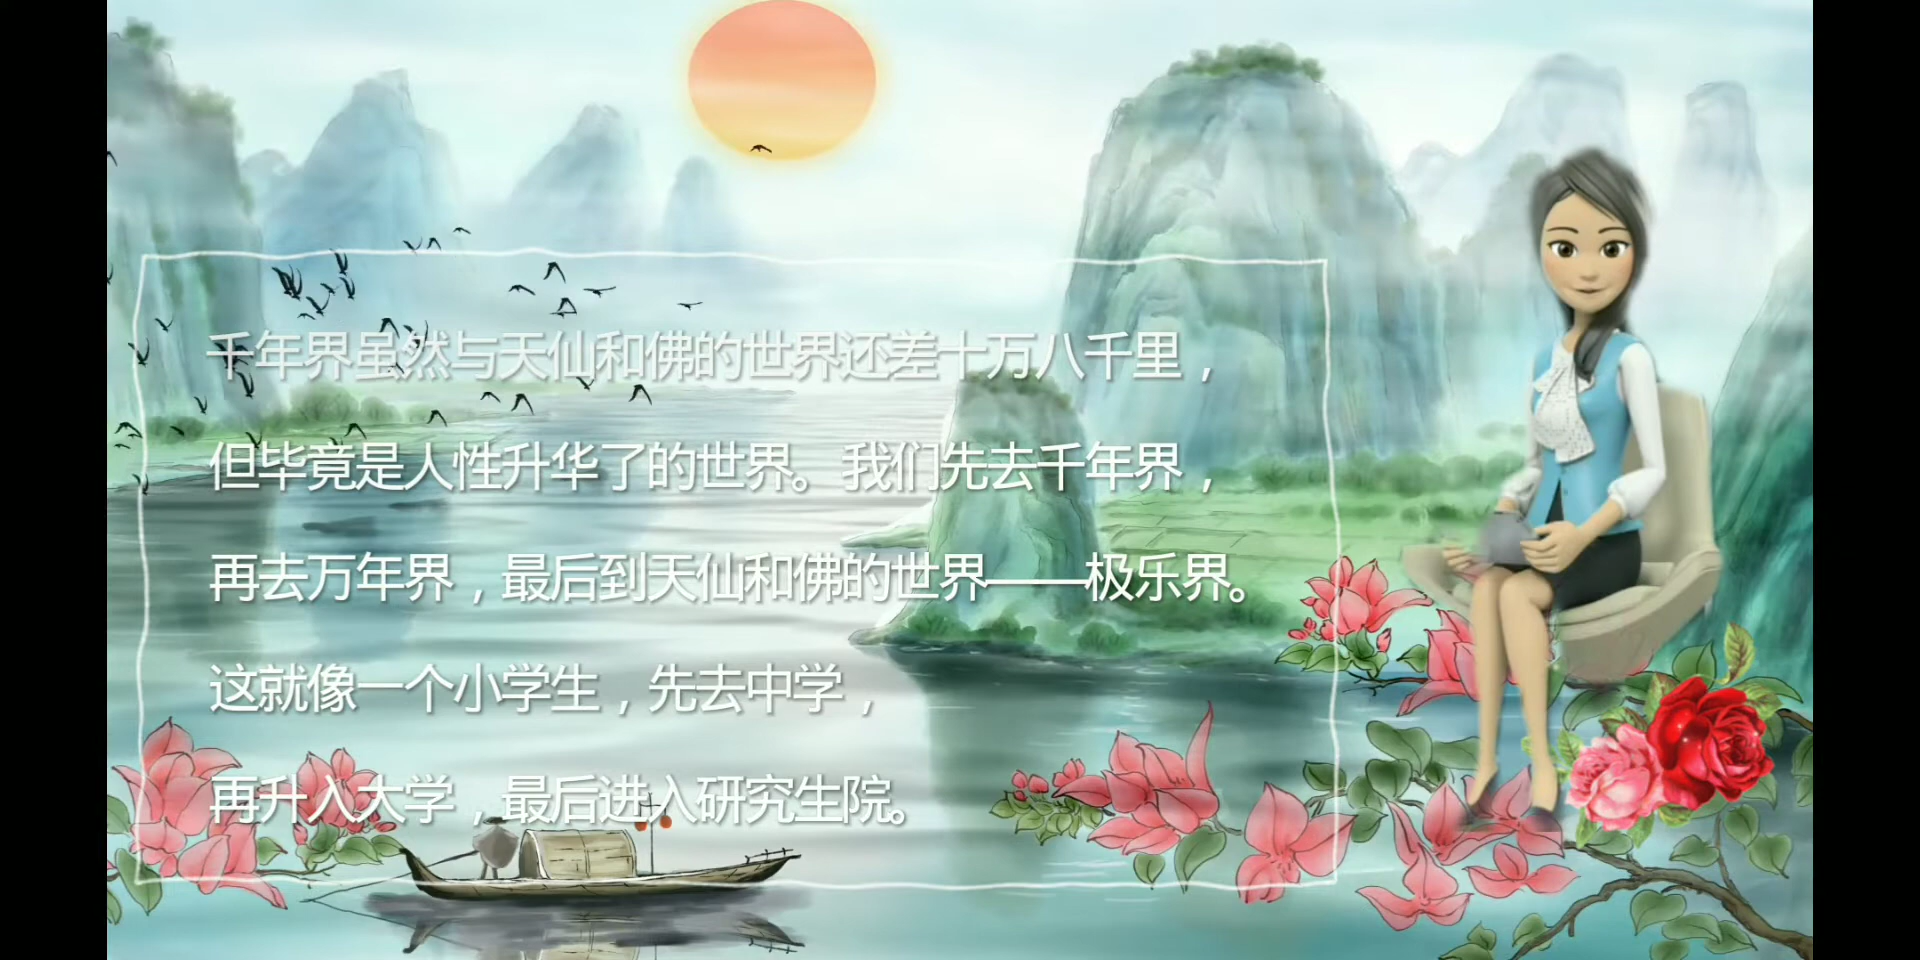 千年界虽然与天仙和佛的世界还差十万八千里，
但毕竟是人性升华了的世界。我们先去千年界，
再去万年界，最后到天仙和佛的世界——极乐界。
这就像一个小学生，先去中学，
再升入大学，最后进入研究生院。